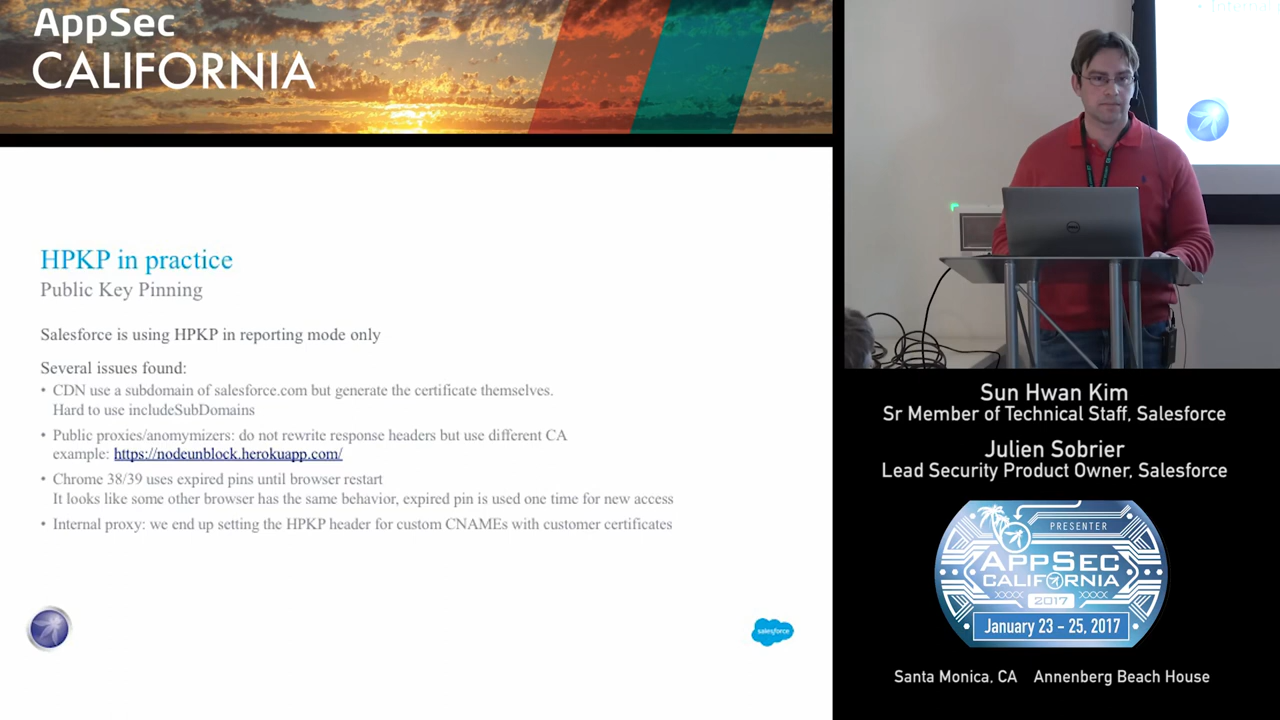 AppSec
CALIFORNIA
HPKP in practice
Public Key Pinning
Salesforce is using HPKP in reporting mode only
Several issues found:
• CDN use a subdomain of salesforce.com but generate the certificate themselves.
Hard to use includeSubDomains
• Public proxies/anomymizers: do not rewrite response headers but use different CA
example: https://nodeunblock.herokuapp.com/
• Chrome 38/39 uses expired pins until browser restart
It looks like some other browser has the same behavior, expired pin is used one time for new access
• Internal proxy: we end up setting the HPKP header for custom CNAMEs with customer certificates
salesforce
• Internal
DELL
Sun Hwan Kim
Sr Member of Technical Staff, Salesforce
Julien Sobrier
Lead Security Product Owner, Salesforce
PRESENTER
APPSEC
CALIFORNIA
2017
January 23 - 25, 2017
Santa Monica, CA Annenberg Beach House